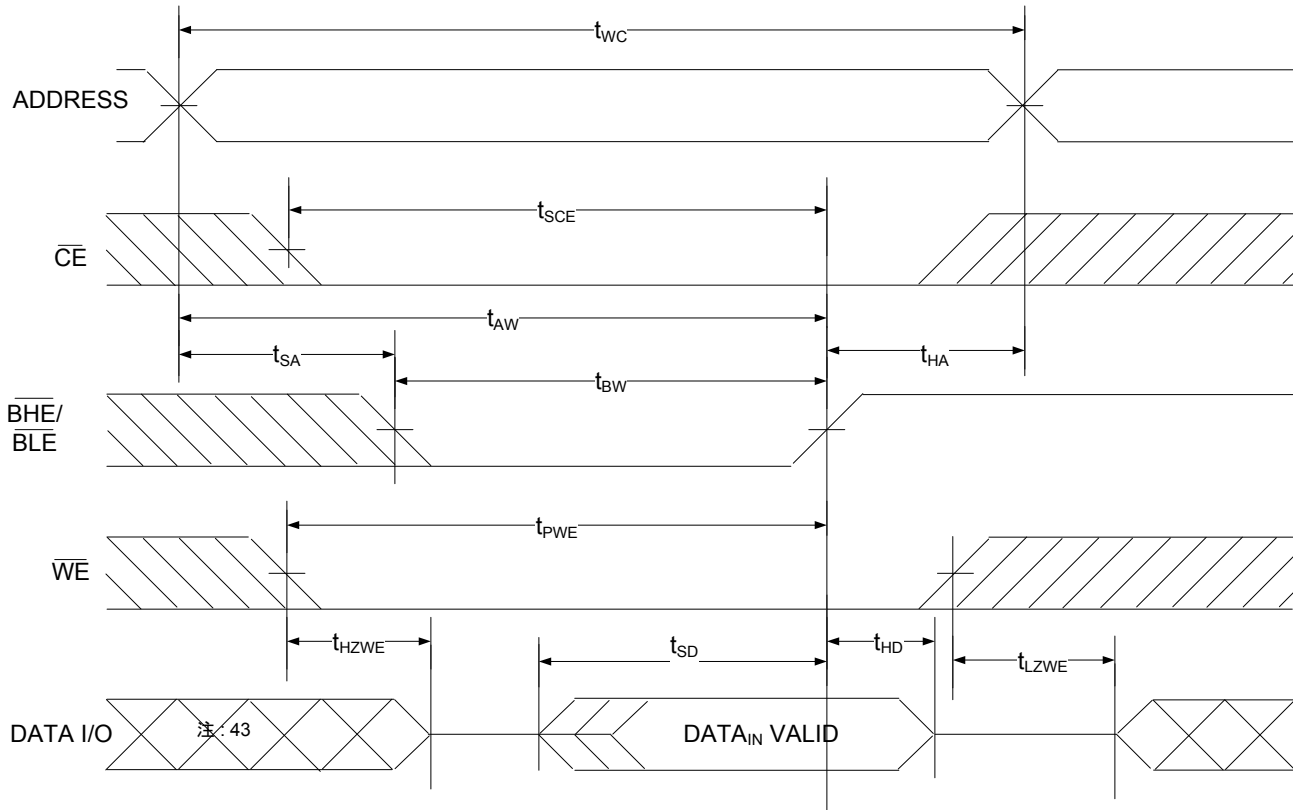 tWC
ADDRESS
tSCE
CE
tAW
tSA
tHA
tBW
BHE/
BLE
tPWE
WE
tHZWE
tSD
tHD
tLZWE
DATA I/O
注 : 43
DATAIN VALID